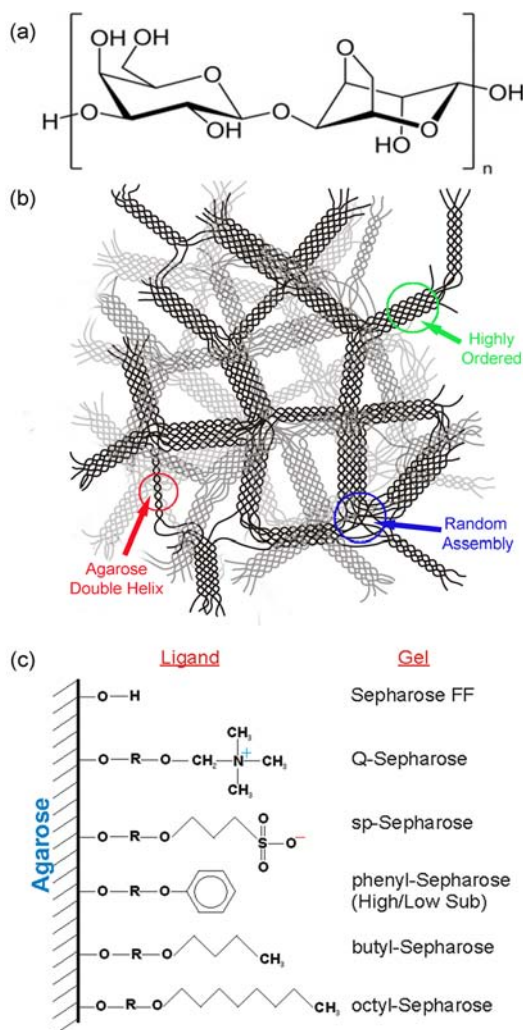 (a)
OH OH
O
O
OH
H O OH O O
HO
n
(b)
Highly
Ordered
Random
Assembly
Agarose
Double Helix
(c)
Ligand Gel
Agarose
O H Sepharose FF
CH3
O R O CH2 N+ CH3 Q-Sepharose
CH3
O
O R O S O− sp-Sepharose
O
O R O phenyl-Sepharose
(High/Low Sub)
O R O CH3 butyl-Sepharose
O R O CH3 octyl-Sepharose